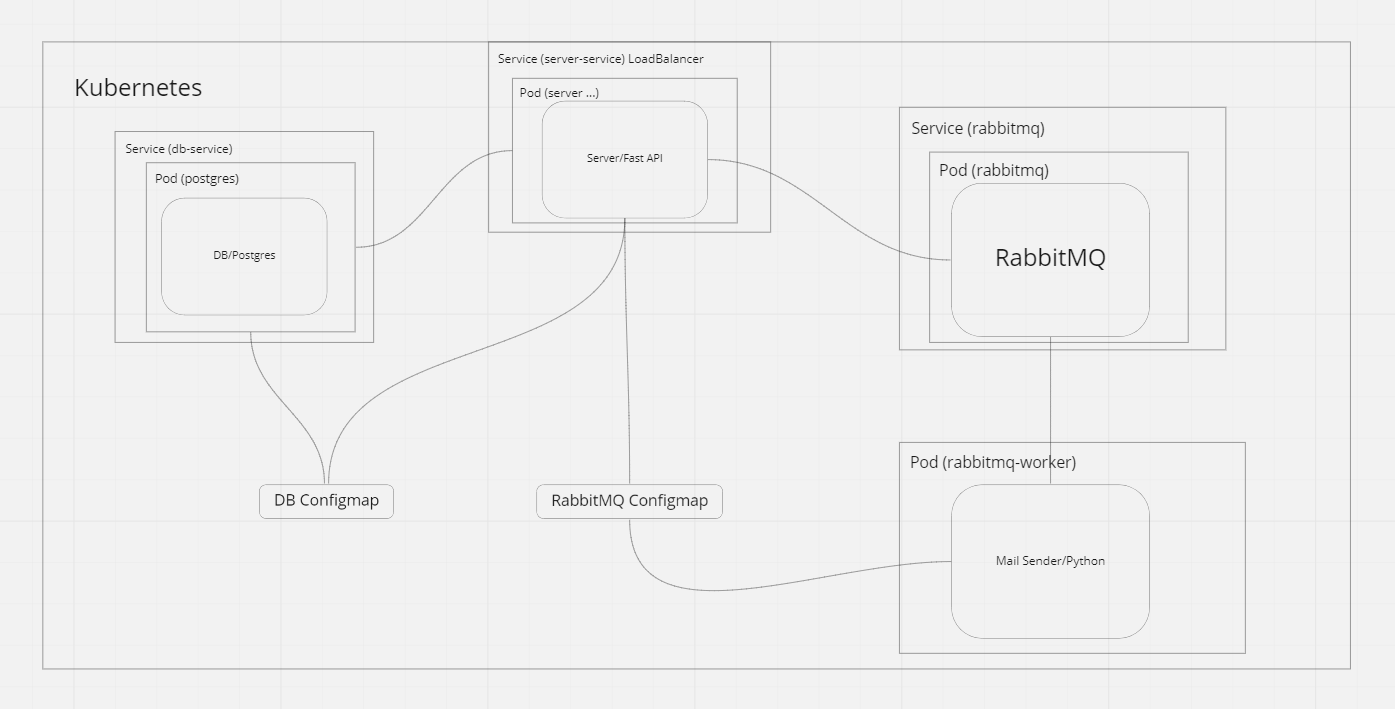 Kubernetes
Service (server-service) LoadBalancer
Pod (server ...)
Server/Fast API
Service (db-service)
Pod (postgres)
DB/Postgres
Service (rabbitmq)
Pod (rabbitmq)
RabbitMQ
DB Configmap
RabbitMQ Configmap
Pod (rabbitmq-worker)
Mail Sender/Python